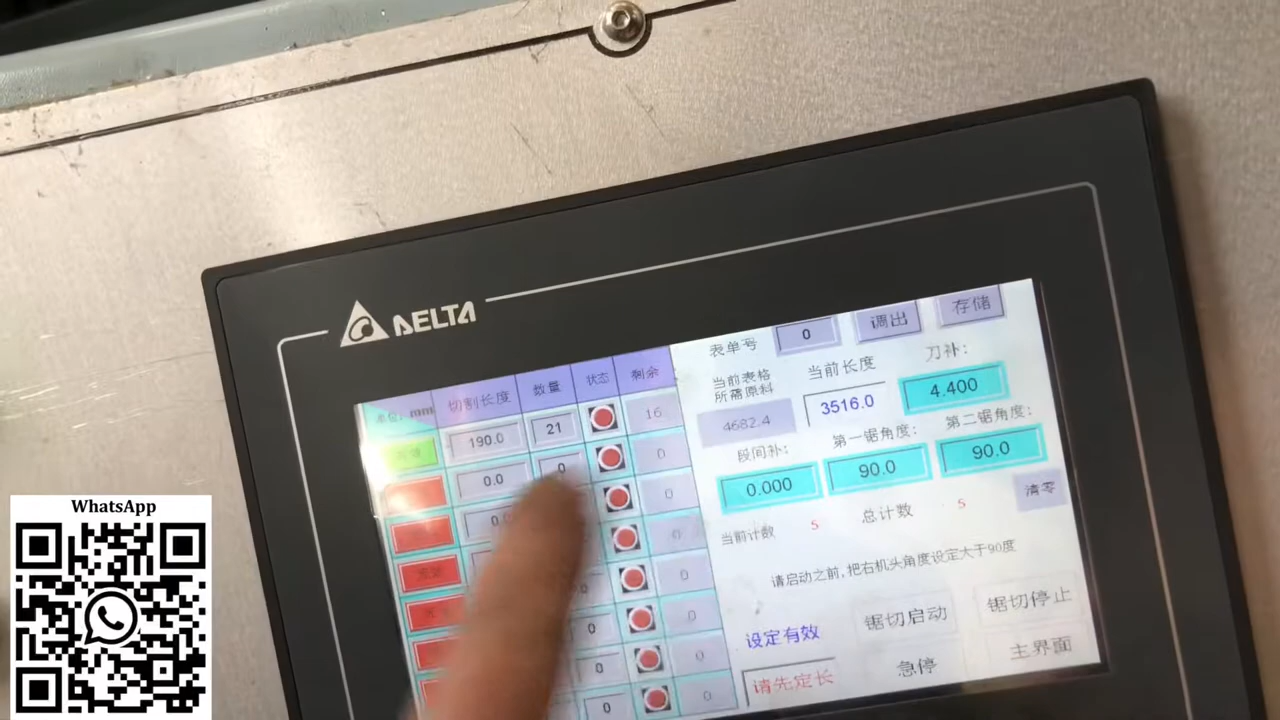 DELTA
单位: mm 切割长度 数量 状态 剩余
190.0 21 16
0.0 0 0
0
0
0
0 0
0 0
0 0
表单号 0 调出 存储
当前表格 当前长度 刀补:
所需原料
4682.4 3516.0 4.400
段间补: 第一锯角度: 第二锯角度:
0.000 90.0 90.0
当前计数 5 总计数 5 清零
请启动之前,把右机头角度设定大于90度
设定有效 锯切启动 锯切停止
请先定长 急停 主界面
WhatsApp